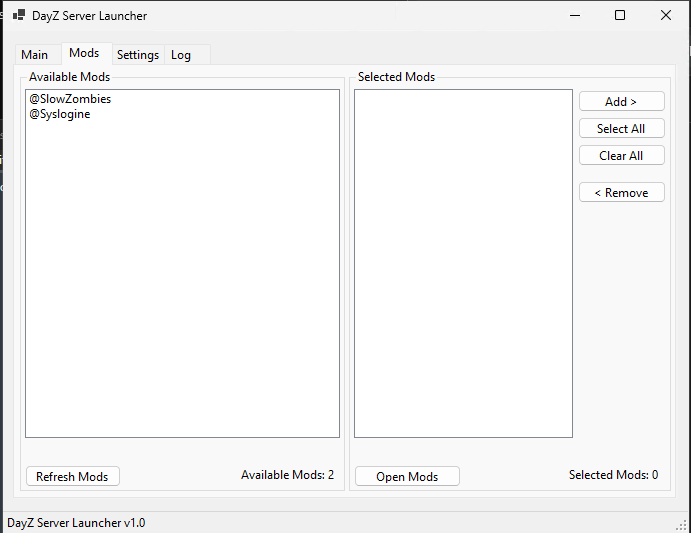 DayZ Server Launcher
Main Mods Settings Log
Available Mods
@SlowZombies
@Syslogine
Refresh Mods
Available Mods: 2
Selected Mods
Add >
Select All
Clear All
< Remove
Open Mods
Selected Mods: 0
DayZ Server Launcher v1.0